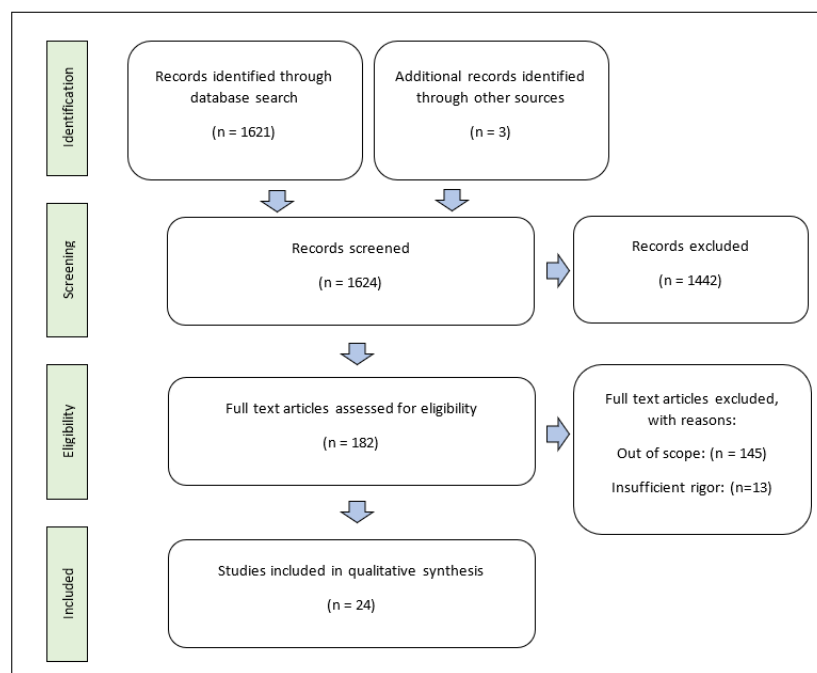 Identification
Records identified through
database search
(n = 1621)
Additional records identified
through other sources
(n = 3)
Screening
Records screened
(n = 1624)
Records excluded
(n = 1442)
Eligibility
Full text articles assessed for eligibility
(n = 182)
Full text articles excluded,
with reasons:
Out of scope: (n = 145)
Insufficient rigor: (n=13)
Included
Studies included in qualitative synthesis
(n = 24)